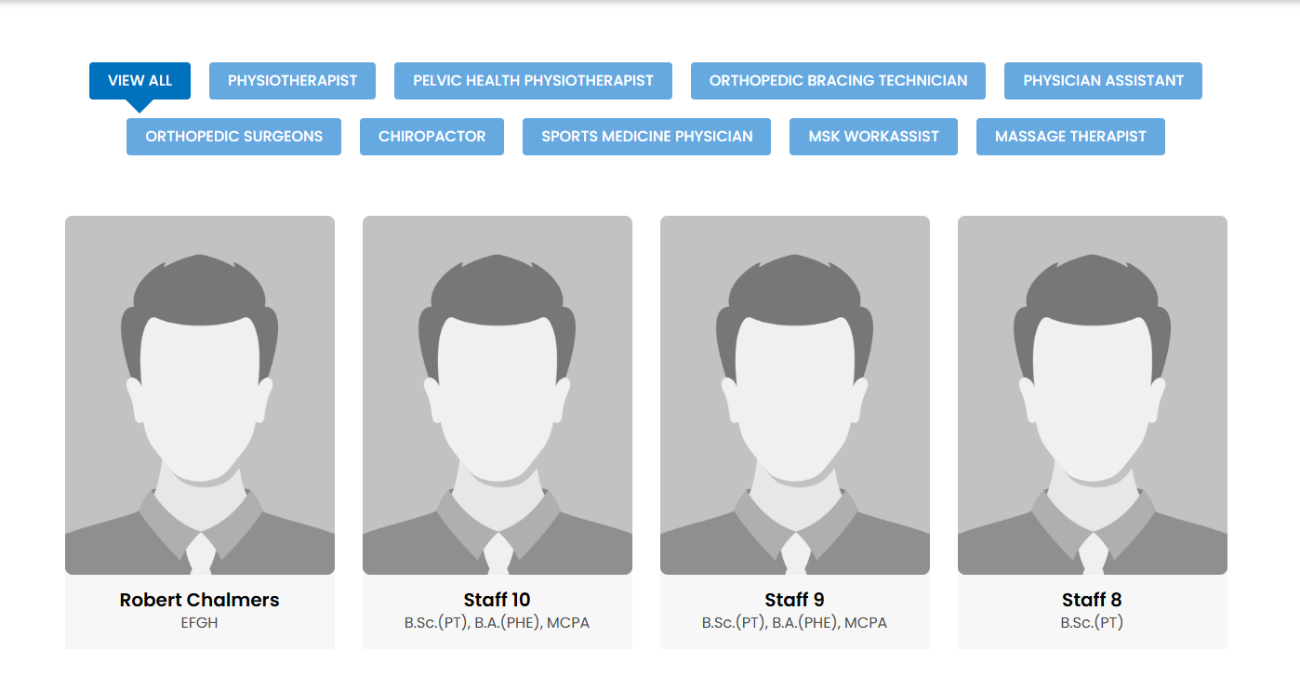 VIEW ALL PHYSIOTHERAPIST PELVIC HEALTH PHYSIOTHERAPIST ORTHOPEDIC BRACING TECHNICIAN PHYSICIAN ASSISTANT
ORTHOPEDIC SURGEONS CHIROPACTOR SPORTS MEDICINE PHYSICIAN MSK WORKASSIST MASSAGE THERAPIST
Robert Chalmers Staff 10 Staff 9 Staff 8
EFGH B.Sc.(PT), B.A.(PHE), MCPA B.Sc.(PT), B.A.(PHE), MCPA B.Sc.(PT)